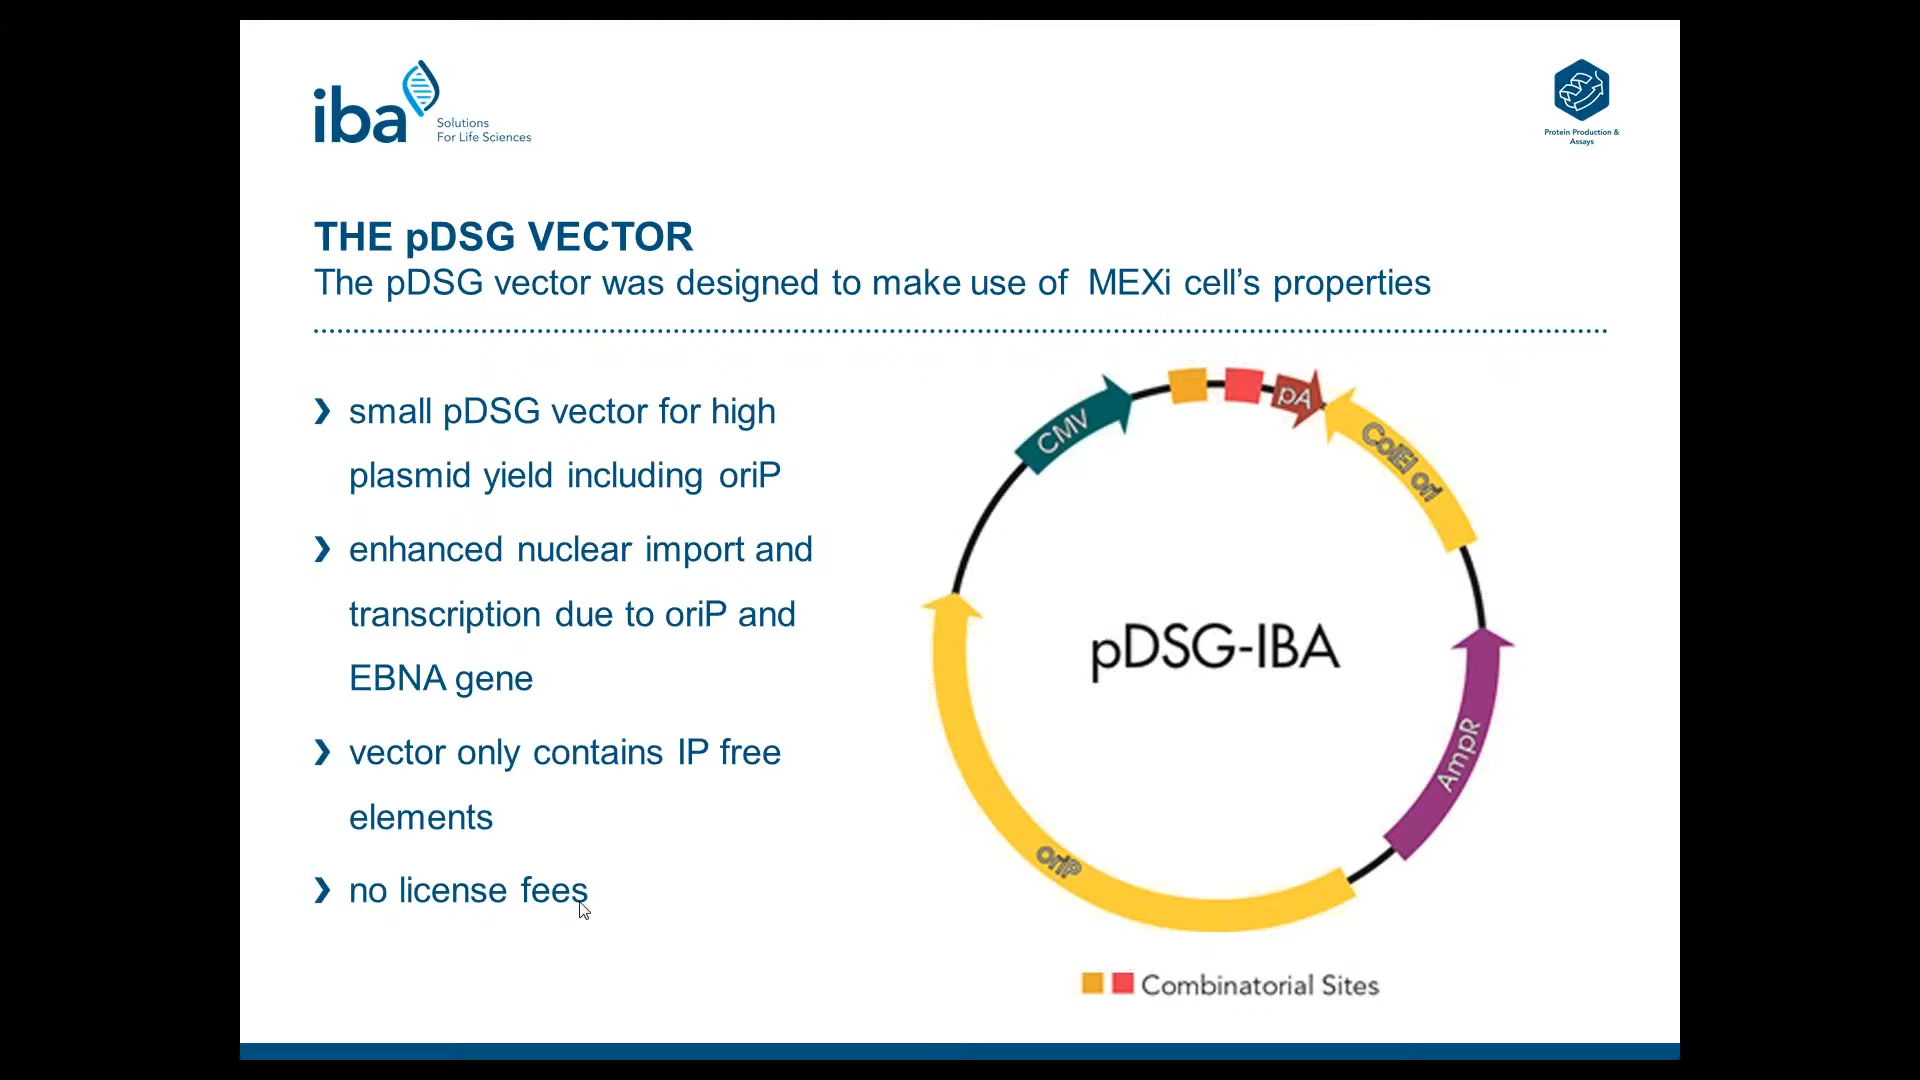 iba
Solutions
For Life Sciences
Protein Production &
Assays
THE pDSG VECTOR
The pDSG vector was designed to make use of MEXi cell’s properties
❯ small pDSG vector for high
plasmid yield including oriP
❯ enhanced nuclear import and
transcription due to oriP and
EBNA gene
❯ vector only contains IP free
elements
❯ no license fees
CMV
pA
ColEI ori
pDSG-IBA
AmpR
oriP
Combinatorial Sites